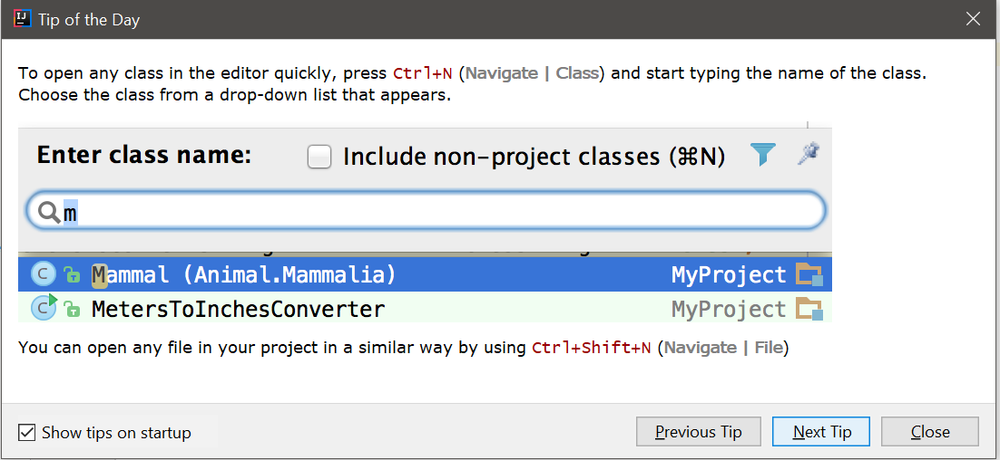 IJ Tip of the Day
To open any class in the editor quickly, press Ctrl+N (Navigate | Class) and start typing the name of the class.
Choose the class from a drop-down list that appears.
Enter class name: Include non-project classes (⌘N)
m
C Mammal (Animal.Mammalia) MyProject
C MetersToInchesConverter MyProject
You can open any file in your project in a similar way by using Ctrl+Shift+N (Navigate | File)
Show tips on startup Previous Tip Next Tip Close